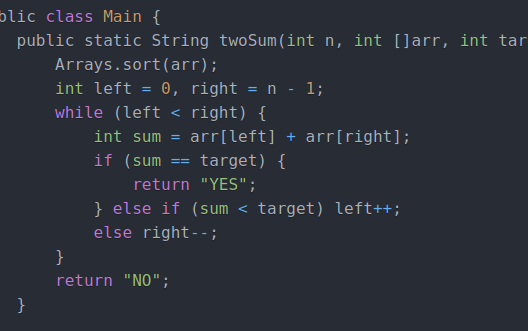 blic class Main {
public static String twoSum(int n, int []arr, int tar
Arrays.sort(arr);
int left = 0, right = n - 1;
while (left < right) {
int sum = arr[left] + arr[right];
if (sum == target) {
return "YES";
} else if (sum < target) left++;
else right--;
}
return "NO";
}